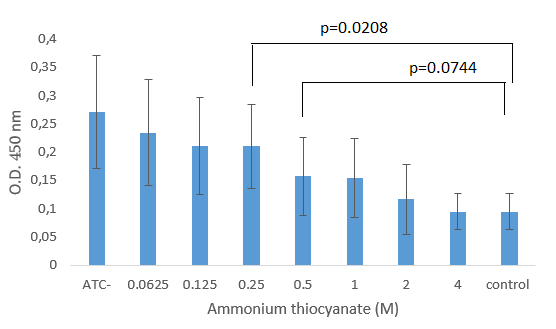 p=0.0208
p=0.0744
0,4
0,35
0,3
0,25
0,2
0,15
0,1
0,05
0
O.D. 450 nm
ATC- 0.0625 0.125 0.25 0.5 1 2 4 control
Ammonium thiocyanate (M)